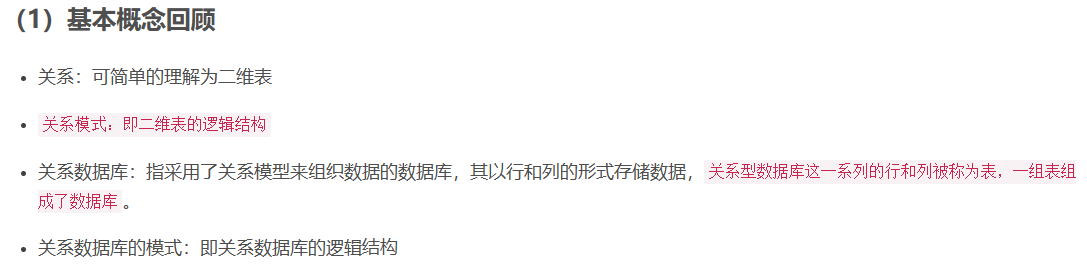 （1）基本概念回顾
• 关系：可简单的理解为二维表
• 关系模式：即二维表的逻辑结构
• 关系数据库：指采用了关系模型来组织数据的数据库，其以行和列的形式存储数据，关系型数据库这一系列的行和列被称为表，一组表组
成了数据库。
• 关系数据库的模式：即关系数据库的逻辑结构